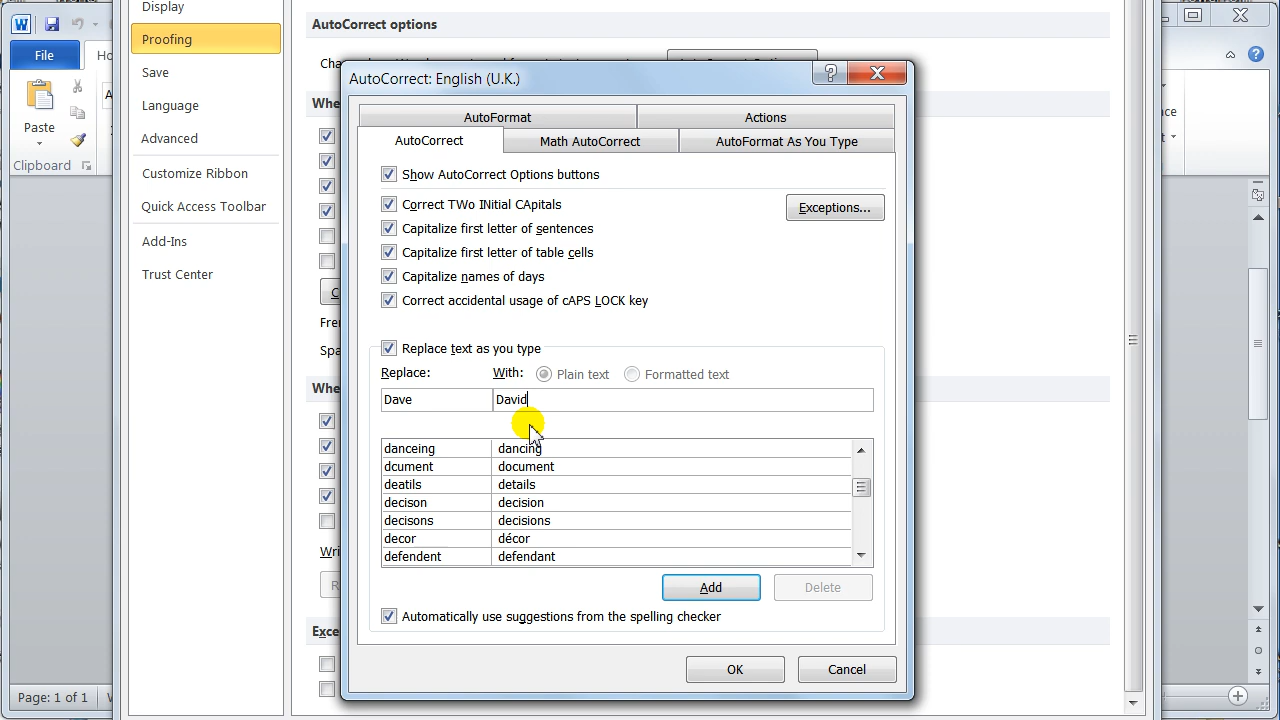 Display
AutoCorrect options
File
Proofing
AutoCorrect: English (U.K.)
Save
AutoFormat
Actions
Language
AutoCorrect
Math AutoCorrect
AutoFormat As You Type
Paste
Advanced
Clipboard
Show AutoCorrect Options buttons
Customize Ribbon
Correct TWo INitial CApitals
Exceptions...
Quick Access Toolbar
Capitalize first letter of sentences
Add-Ins
Capitalize first letter of table cells
Trust Center
Capitalize names of days
Correct accidental usage of cAPS LOCK key
Replace text as you type
Replace:
With:
Plain text
Formatted text
Dave
David
danceing
dancing
dcument
document
deatils
details
decison
decision
decisons
decisions
decor
décor
defendent
defendant
Add
Delete
Automatically use suggestions from the spelling checker
OK
Cancel
Page: 1 of 1